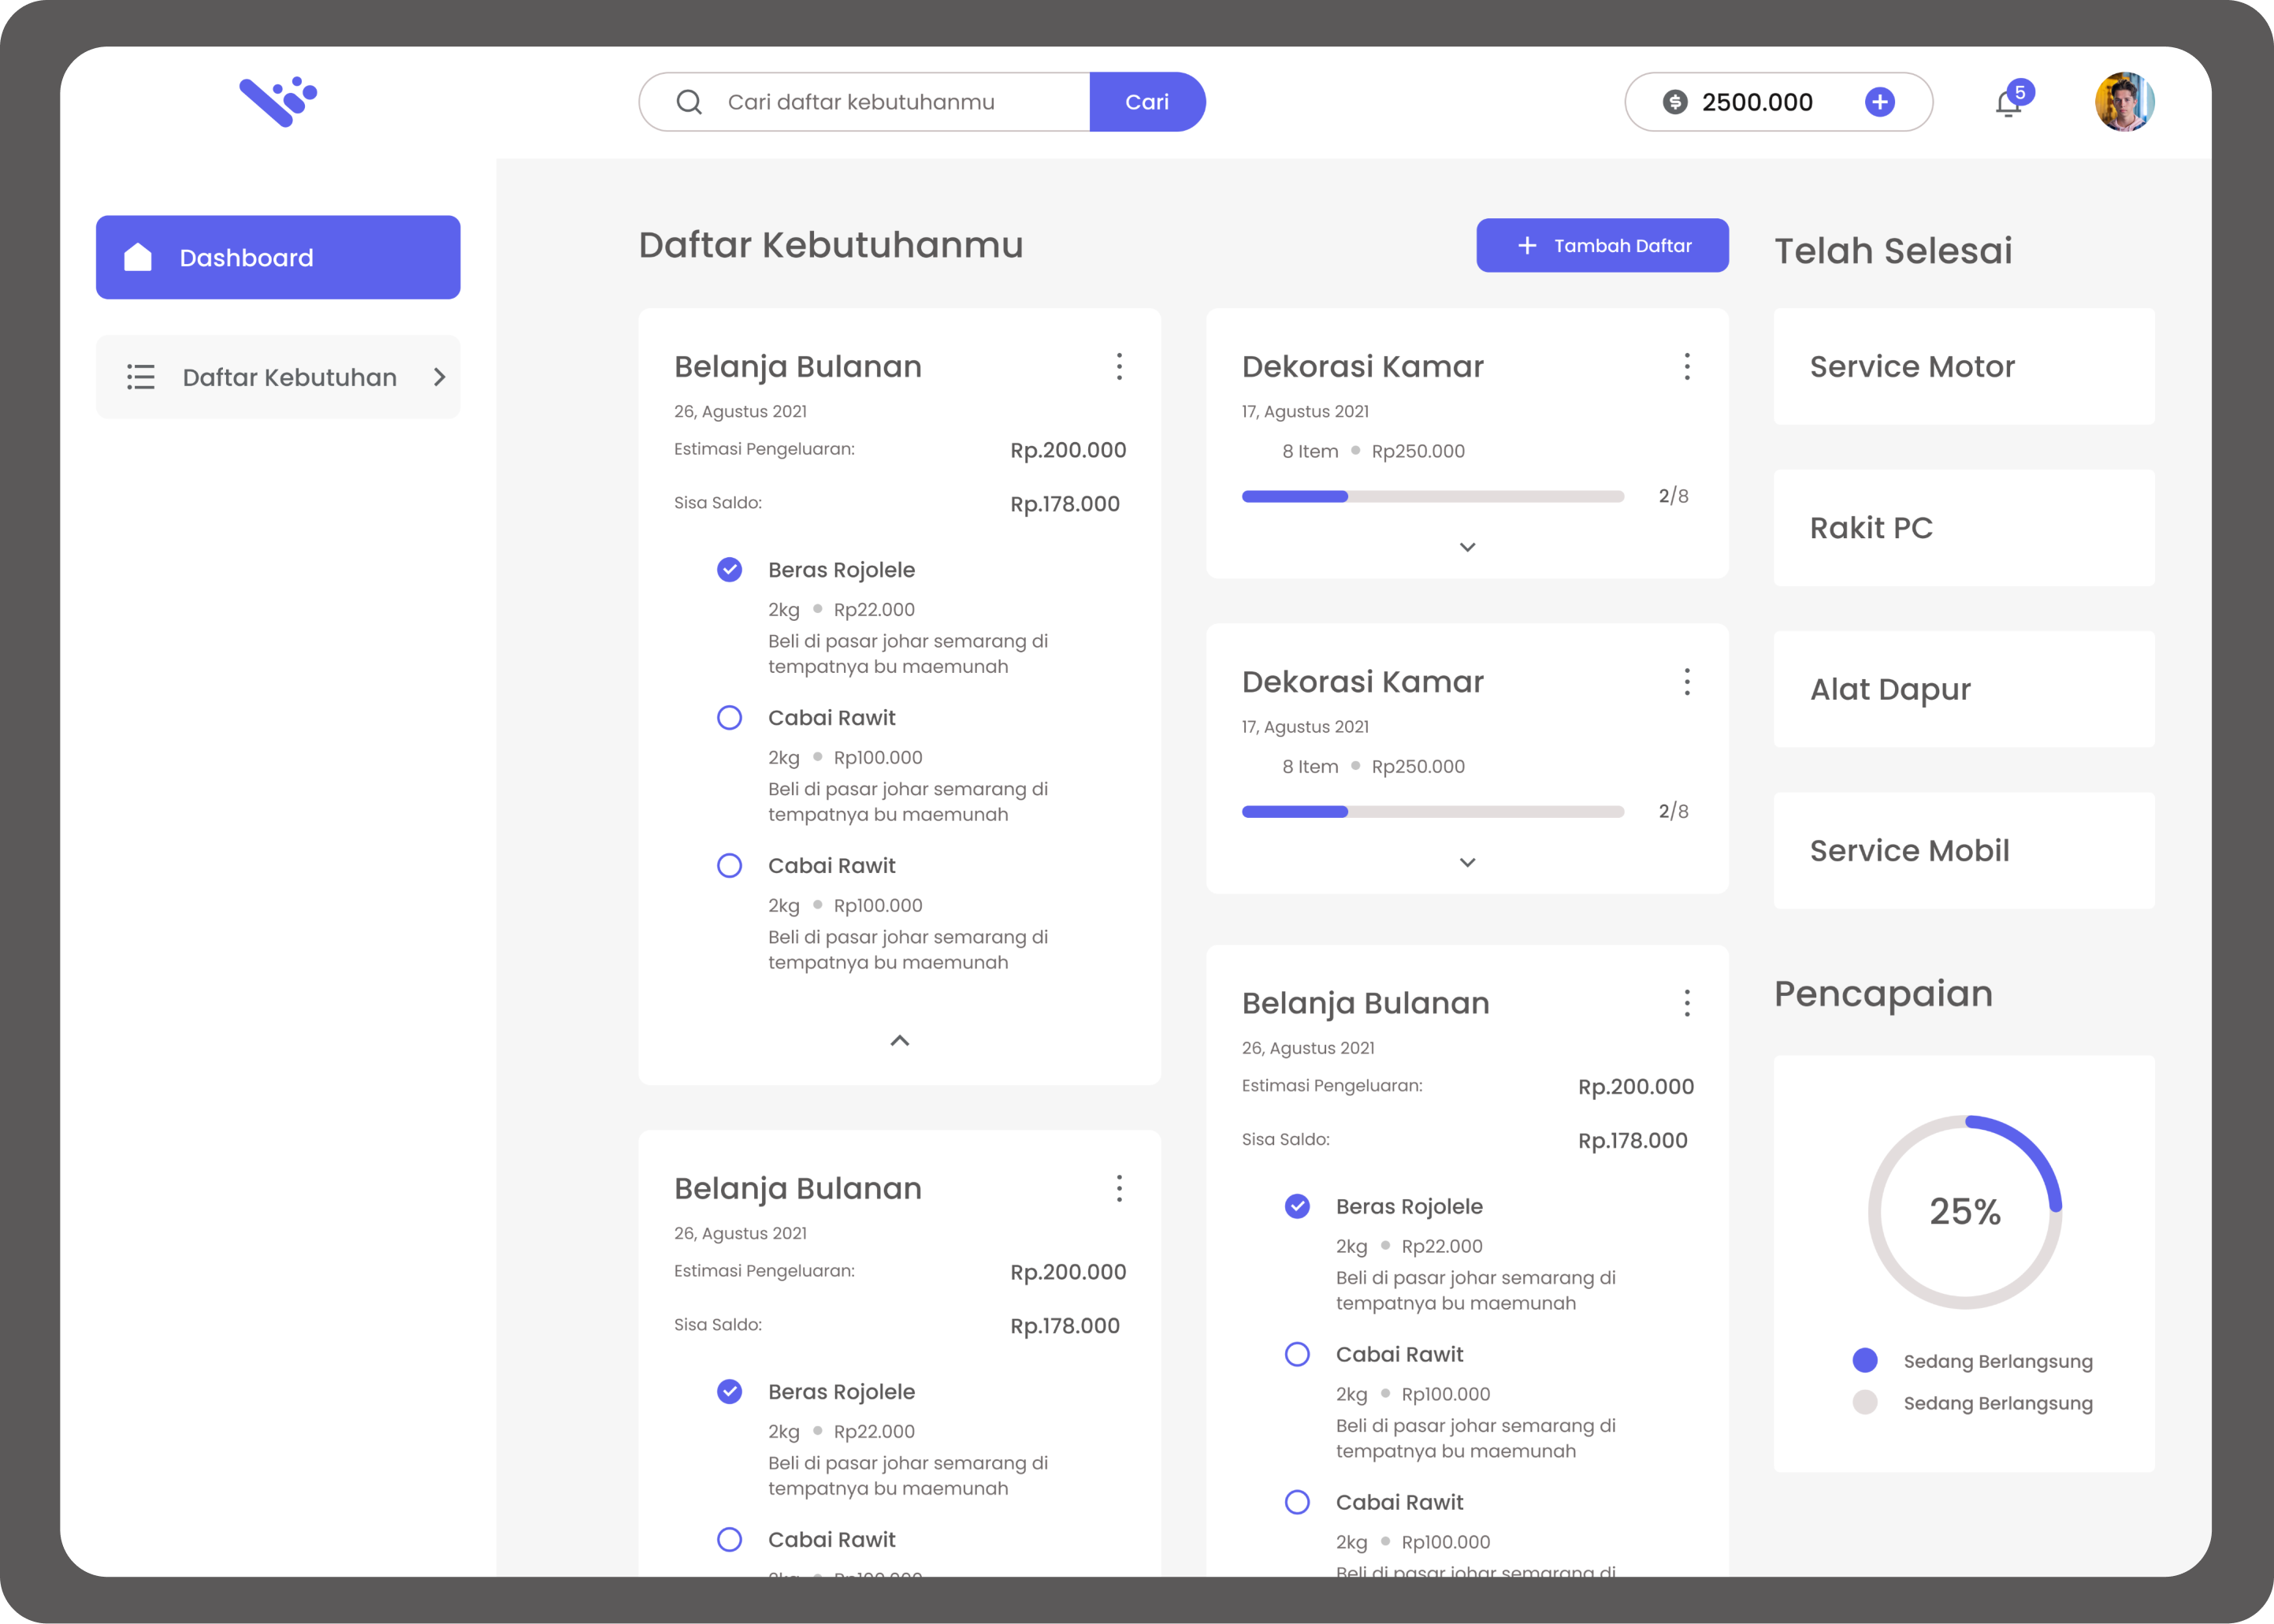 Cari daftar kebutuhanmu
Cari
2500.000
5
Dashboard
Daftar Kebutuhan
Daftar Kebutuhanmu
Tambah Daftar
Belanja Bulanan
26, Agustus 2021
Estimasi Pengeluaran: Rp.200.000
Sisa Saldo: Rp.178.000
Beras Rojolele
2kg Rp22.000
Beli di pasar johar semarang di
tempatnya bu maemunah
Cabai Rawit
2kg Rp100.000
Beli di pasar johar semarang di
tempatnya bu maemunah
Cabai Rawit
2kg Rp100.000
Beli di pasar johar semarang di
tempatnya bu maemunah
Belanja Bulanan
26, Agustus 2021
Estimasi Pengeluaran: Rp.200.000
Sisa Saldo: Rp.178.000
Beras Rojolele
2kg Rp22.000
Beli di pasar johar semarang di
tempatnya bu maemunah
Cabai Rawit
2kg Rp100.000
Dekorasi Kamar
17, Agustus 2021
8 Item Rp250.000
2/8
Dekorasi Kamar
17, Agustus 2021
8 Item Rp250.000
2/8
Belanja Bulanan
26, Agustus 2021
Estimasi Pengeluaran: Rp.200.000
Sisa Saldo: Rp.178.000
Beras Rojolele
2kg Rp22.000
Beli di pasar johar semarang di
tempatnya bu maemunah
Cabai Rawit
2kg Rp100.000
Beli di pasar johar semarang di
tempatnya bu maemunah
Cabai Rawit
2kg Rp100.000
Beli di pasar johar semarang di
Telah Selesai
Service Motor
Rakit PC
Alat Dapur
Service Mobil
Pencapaian
25%
Sedang Berlangsung
Sedang Berlangsung